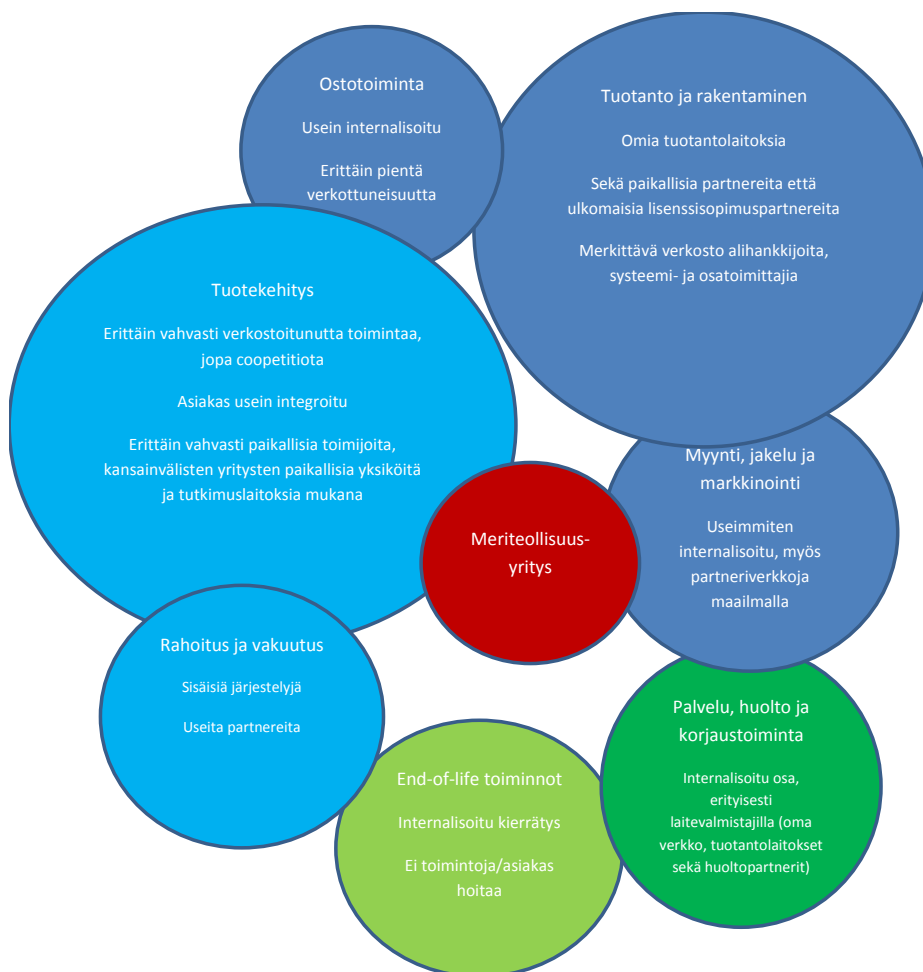 Ostotoiminta
Usein internalisoitu
Erittäin pientä
verkottuneisuutta
Tuotanto ja rakentaminen
Omia tuotantolaitoksia
Sekä paikallisia partnereita että
ulkomaisia lisenssisopimuspartnereita
Merkittävä verkosto alihankkijoita,
systeemi- ja osatoimittajia
Tuotekehitys
Erittäin vahvasti verkostoitunutta toimintaa,
jopa coopetitiota
Asiakas usein integroitu
Erittäin vahvasti paikallisia toimijoita,
kansainvälisten yritysten paikallisia yksiköitä
ja tutkimuslaitoksia mukana
Meriteollisuus-
yritys
Myynti, jakelu ja
markkinointi
Useimmiten
internalisoitu, myös
partneriverkkoja
maailmalla
Rahoitus ja vakuutus
Sisäisiä järjestelyjä
Useita partnereita
End-of-life toiminnot
Internalisoitu kierrätys
Ei toimintoja/asiakas
hoitaa
Palvelu, huolto ja
korjaustoiminta
Internalisoitu osa,
erityisesti
laitevalmistajilla (oma
verkko, tuotantolaitokset
sekä huoltopartnerit)